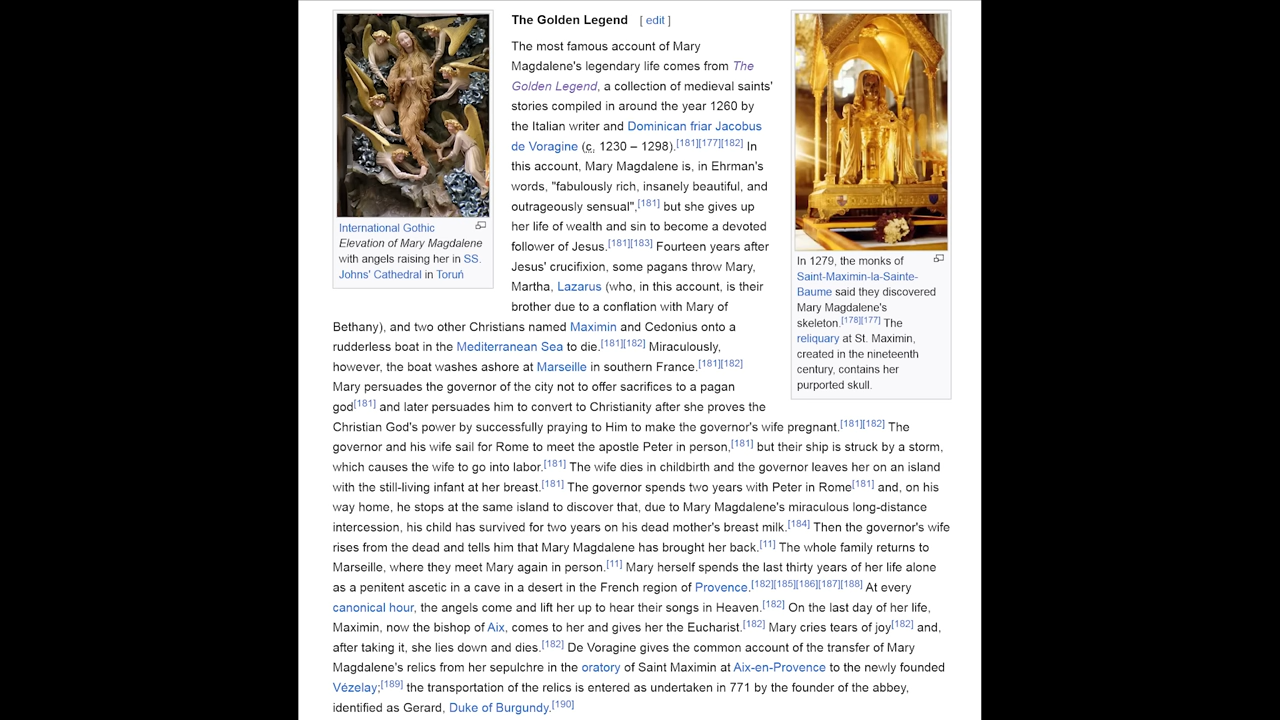 The Golden Legend [ edit ]
The most famous account of Mary
Magdalene's legendary life comes from The
Golden Legend, a collection of medieval saints'
stories compiled in around the year 1260 by
the Italian writer and Dominican friar Jacobus
de Voragine (c. 1230 – 1298).[181][177][182] In
this account, Mary Magdalene is, in Ehrman's
words, "fabulously rich, insanely beautiful, and
outrageously sensual",[181] but she gives up
her life of wealth and sin to become a devoted
follower of Jesus.[181][183] Fourteen years after
Jesus' crucifixion, some pagans throw Mary,
Martha, Lazarus (who, in this account, is their
brother due to a conflation with Mary of
Bethany), and two other Christians named Maximin and Cedonius onto a
rudderless boat in the Mediterranean Sea to die.[181][182] Miraculously,
however, the boat washes ashore at Marseille in southern France.[181][182]
Mary persuades the governor of the city not to offer sacrifices to a pagan
god[181] and later persuades him to convert to Christianity after she proves the
Christian God's power by successfully praying to Him to make the governor's wife pregnant.[181][182] The
governor and his wife sail for Rome to meet the apostle Peter in person,[181] but their ship is struck by a storm,
which causes the wife to go into labor.[181] The wife dies in childbirth and the governor leaves her on an island
with the still-living infant at her breast.[181] The governor spends two years with Peter in Rome[181] and, on his
way home, he stops at the same island to discover that, due to Mary Magdalene's miraculous long-distance
intercession, his child has survived for two years on his dead mother's breast milk.[184] Then the governor's wife
rises from the dead and tells him that Mary Magdalene has brought her back.[11] The whole family returns to
Marseille, where they meet Mary again in person.[11] Mary herself spends the last thirty years of her life alone
as a penitent ascetic in a cave in a desert in the French region of Provence.[182][185][186][187][188] At every
canonical hour, the angels come and lift her up to hear their songs in Heaven.[182] On the last day of her life,
Maximin, now the bishop of Aix, comes to her and gives her the Eucharist.[182] Mary cries tears of joy[182] and,
after taking it, she lies down and dies.[182] De Voragine gives the common account of the transfer of Mary
Magdalene's relics from her sepulchre in the oratory of Saint Maximin at Aix-en-Provence to the newly founded
Vézelay;[189] the transportation of the relics is entered as undertaken in 771 by the founder of the abbey,
identified as Gerard, Duke of Burgundy.[190]
International Gothic
Elevation of Mary Magdalene
with angels raising her in SS.
Johns' Cathedral in Toruń
In 1279, the monks of
Saint-Maximin-la-Sainte-
Baume said they discovered
Mary Magdalene's
skeleton.[178][177] The
reliquary at St. Maximin,
created in the nineteenth
century, contains her
purported skull.